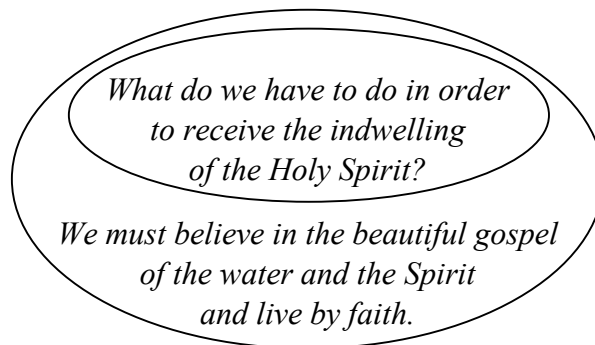 What do we have to do in order
to receive the indwelling
of the Holy Spirit?
We must believe in the beautiful gospel
of the water and the Spirit
and live by faith.